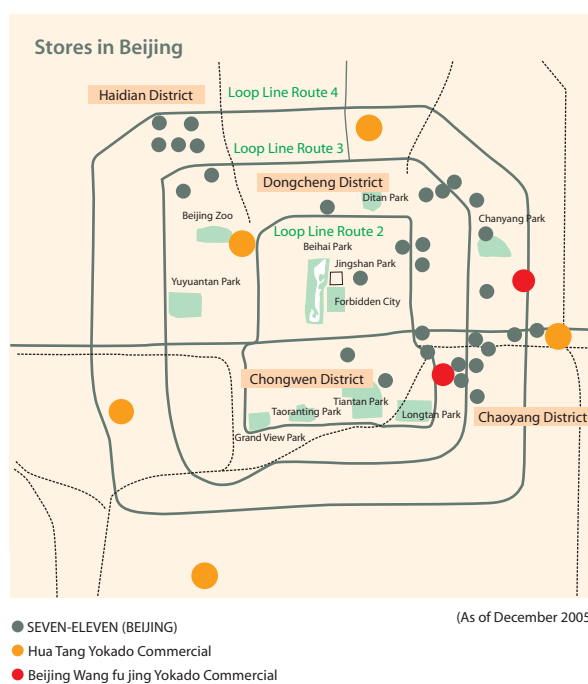 Stores in Beijing
Haidian District
Loop Line Route 4
Loop Line Route 3
Dongcheng District
Ditan Park
Beijing Zoo
Chanyang Park
Loop Line Route 2
Beihai Park
Jingshan Park
Yuyuantan Park
Forbidden City
Chongwen District
Tiantan Park
Taoranting Park
Longtan Park
Chaoyang District
Grand View Park
(As of December 2005
SEVEN-ELEVEN (BEIJING)
Hua Tang Yokado Commercial
Beijing Wang fu jing Yokado Commercial